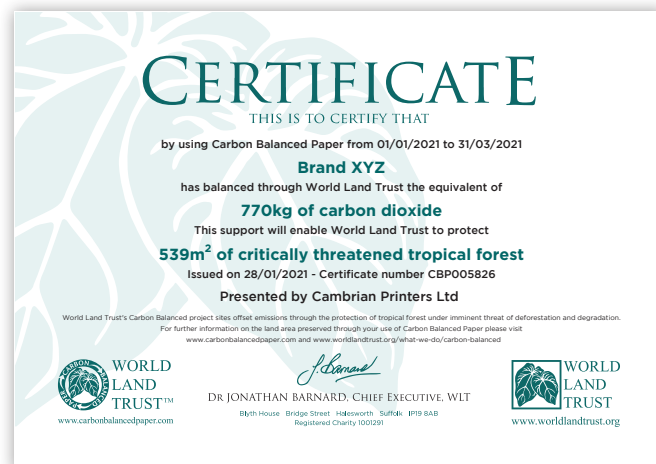 CERTIFICATE
THIS IS TO CERTIFY THAT
by using Carbon Balanced Paper from 01/01/2021 to 31/03/2021
Brand XYZ
has balanced through World Land Trust the equivalent of
770kg of carbon dioxide
This support will enable World Land Trust to protect
539m² of critically threatened tropical forest
Issued on 28/01/2021 - Certificate number CBP005826
Presented by Cambrian Printers Ltd
World Land Trust's Carbon Balanced project sites offset emissions through the protection of tropical forest under imminent threat of deforestation and degradation.
For further information on the land area preserved through your use of Carbon Balanced Paper please visit
www.carbonbalancedpaper.com and www.worldlandtrust.org/what-we-do/carbon-balanced
CARBON BALANCED PAPER
WORLD
LAND
TRUST™
www.carbonbalancedpaper.com
J. Barnard
DR JONATHAN BARNARD, CHIEF EXECUTIVE, WLT
Blyth House Bridge Street Halesworth Suffolk IP19 8AB
Registered Charity 1001291
WORLD
LAND
TRUST
www.worldlandtrust.org